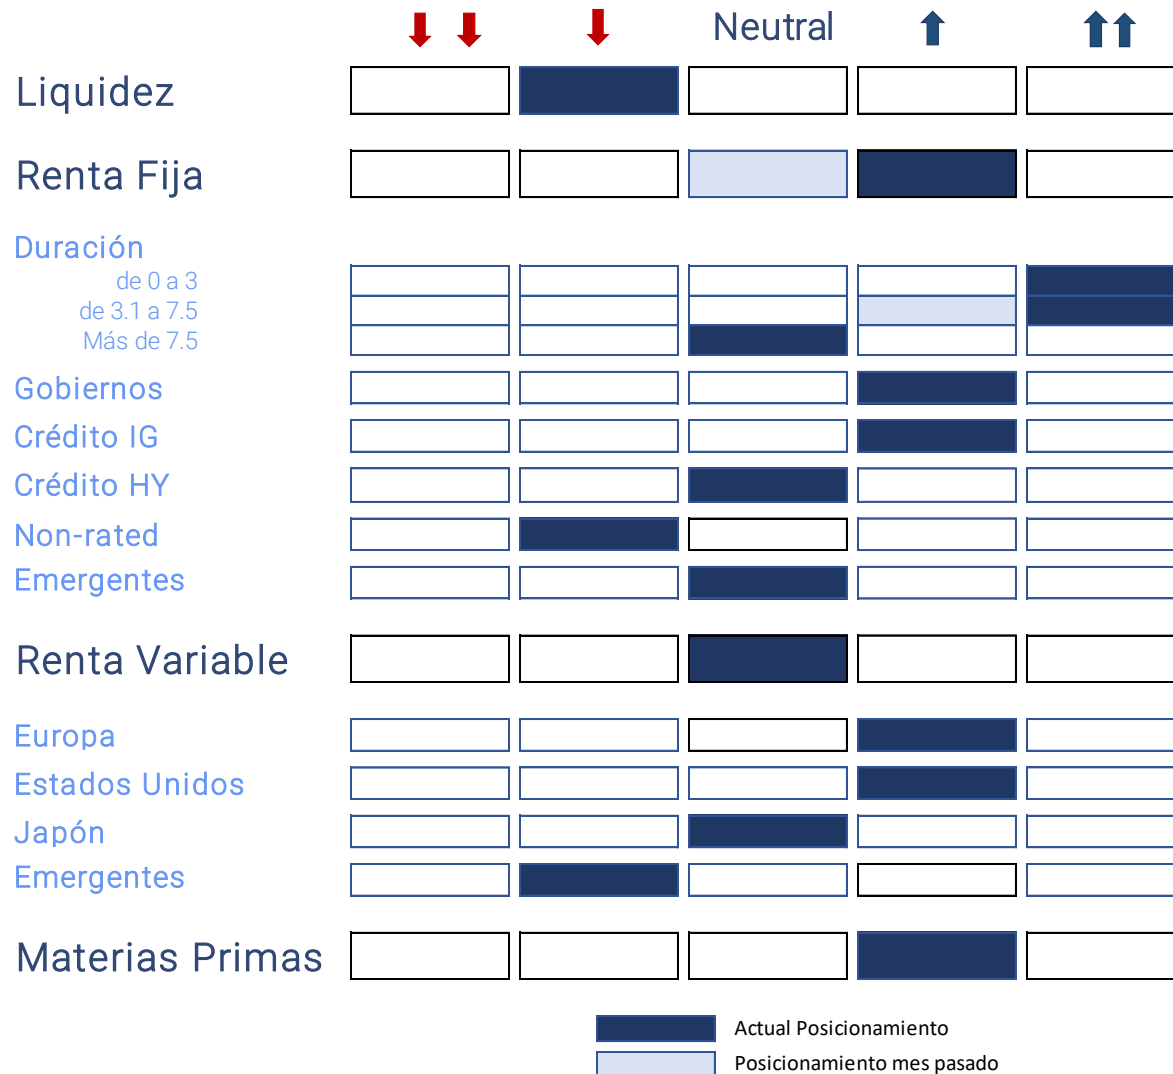 Neutral
Liquidez
Renta Fija
Duración
de 0 a 3
de 3.1 a 7.5
Más de 7.5
Gobiernos
Crédito IG
Crédito HY
Non-rated
Emergentes
Renta Variable
Europa
Estados Unidos
Japón
Emergentes
Materias Primas
Actual Posicionamiento
Posicionamiento mes pasado